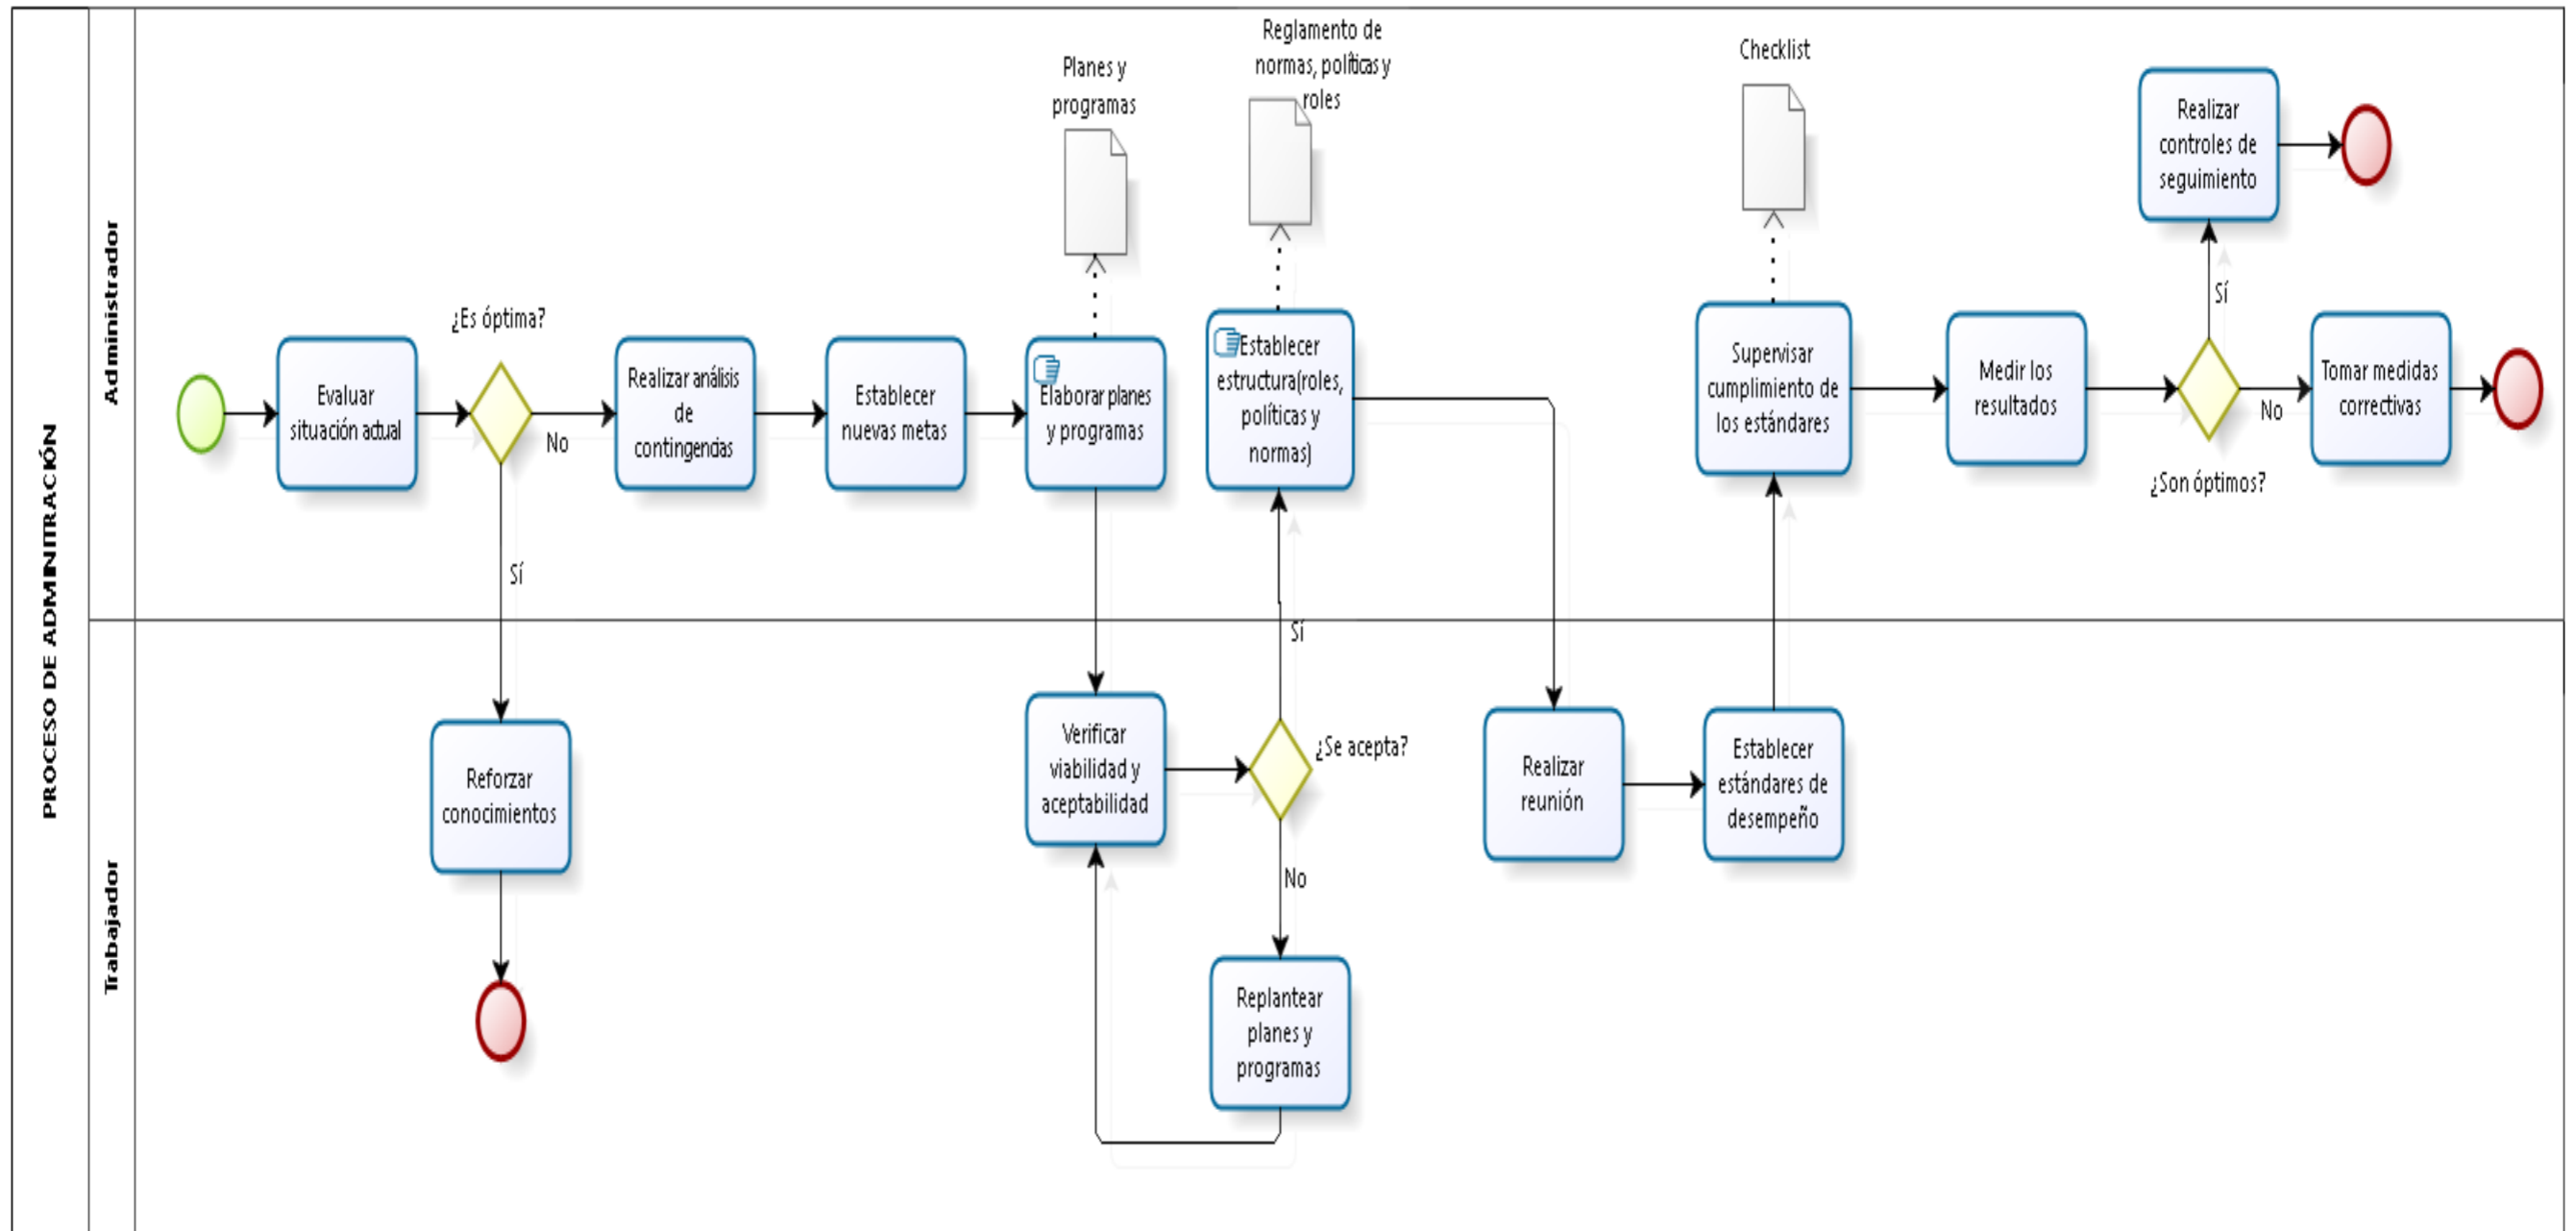 PROCESO DE ADMINITRACIÓN
Administrador
Trabajador
Evaluar
situación actual
¿Es óptima?
No
Sí
Realizar análisis
de
contingencias
Establecer
nuevas metas
Planes y
programas
Elaborar planes
y programas
Reglamento de
normas, políticas y
roles
Establecer
estructura(roles,
políticas y
normas)
Checklist
Supervisar
cumplimiento de
los estándares
Medir los
resultados
¿Son óptimos?
Sí
No
Realizar
controles de
seguimiento
Tomar medidas
correctivas
Reforzar
conocimientos
Verificar
viabilidad y
aceptabilidad
¿Se acepta?
Sí
No
Replantear
planes y
programas
Realizar
reunión
Establecer
estándares de
desempeño